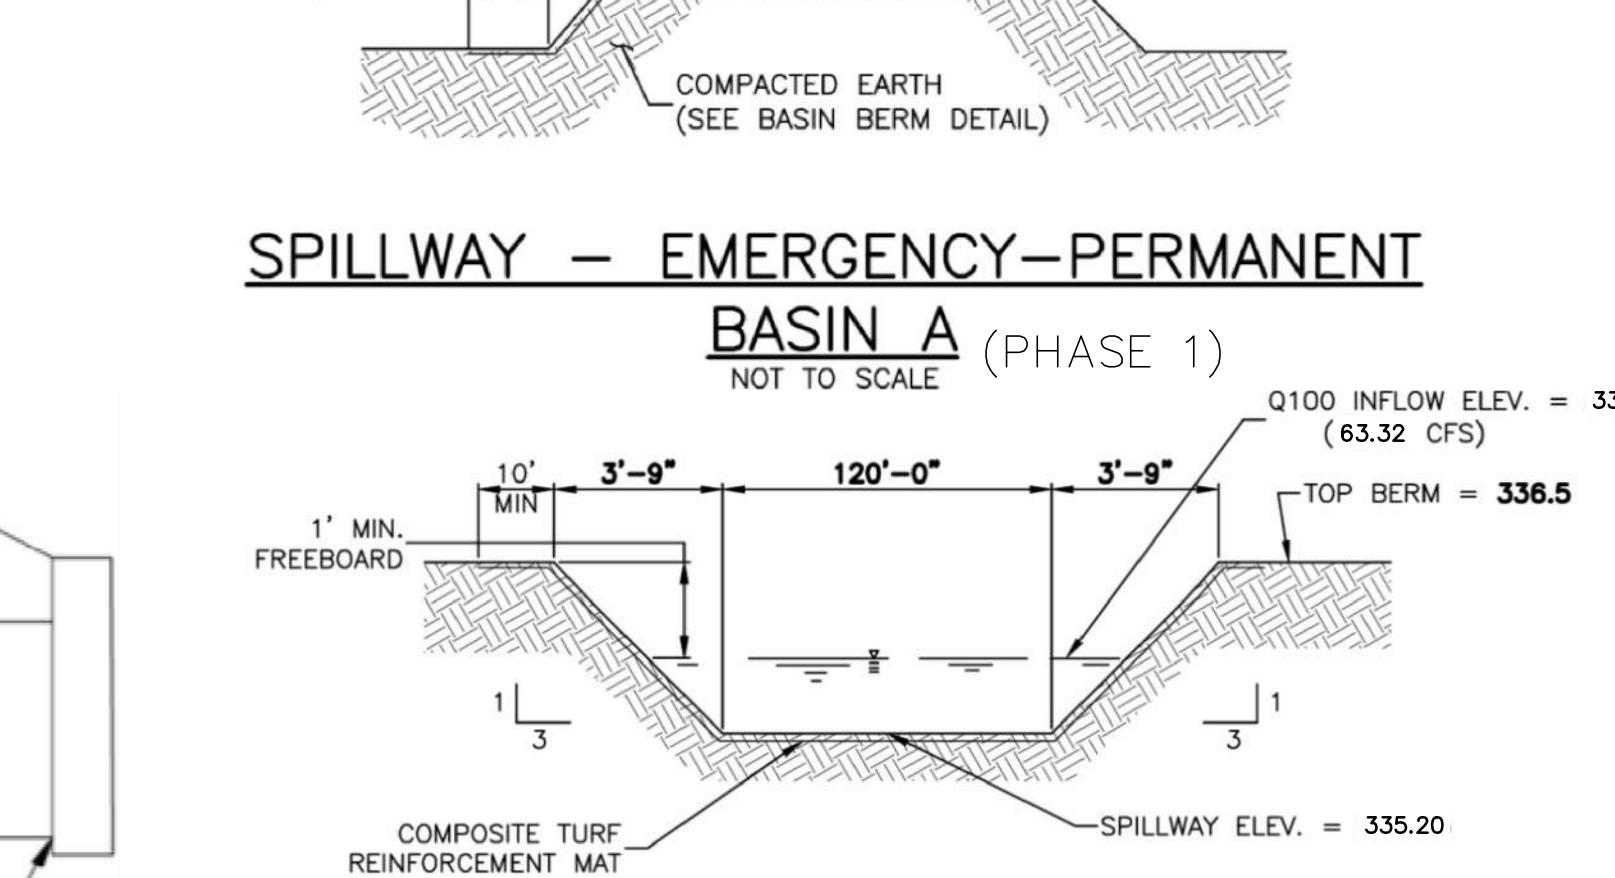 COMPACTED EARTH
(SEE BASIN BERM DETAIL)
SPILLWAY – EMERGENCY–PERMANENT
BASIN A (PHASE 1)
NOT TO SCALE
Q100 INFLOW ELEV. = 33
(63.32 CFS)
10'
MIN
3'-9"
120'-0"
3'-9"
TOP BERM = 336.5
1' MIN.
FREEBOARD
1
3
1
3
SPILLWAY ELEV. = 335.20
COMPOSITE TURF
REINFORCEMENT MAT